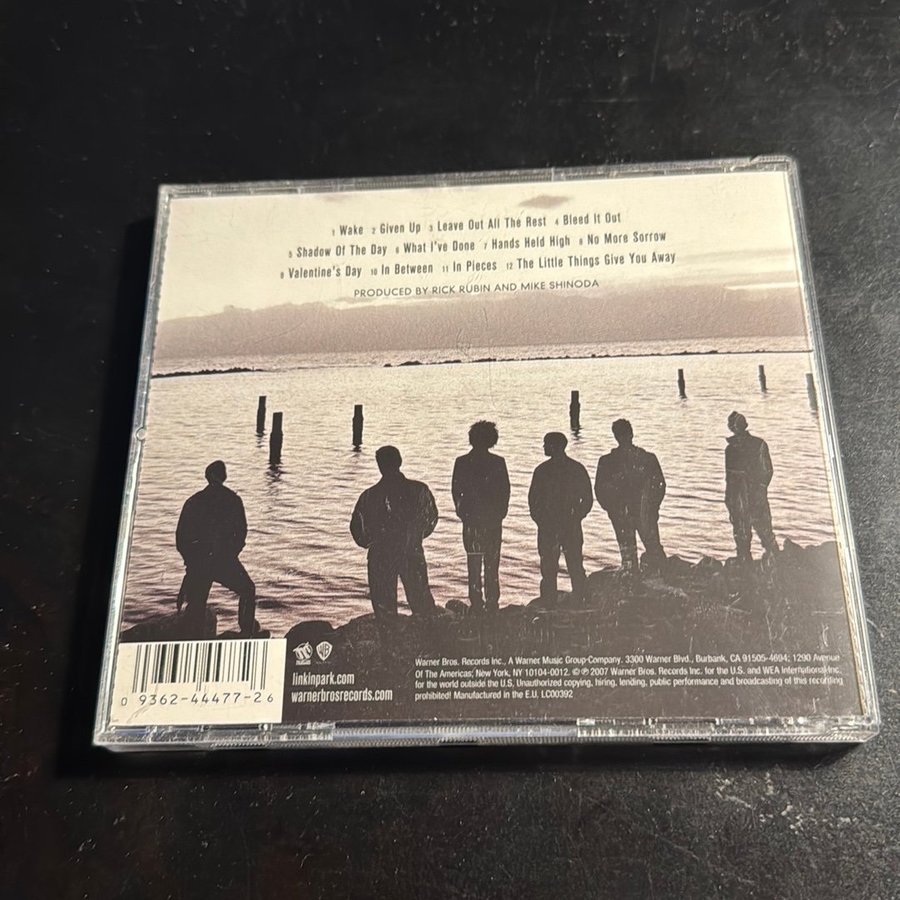 1 Wake 2 Given Up 3 Leave Out All The Rest 4 Bleed It Out
5 Shadow Of The Day 6 What I've Done 7 Hands Held High 8 No More Sorrow
9 Valentine's Day 10 In Between 11 In Pieces 12 The Little Things Give You Away
PRODUCED BY RICK RUBIN AND MIKE SHINODA
0 9362-44477-2 6
linkinpark.com
warnerbrosrecords.com
Warner Bros. Records Inc., A Warner Music Group Company. 3300 Warner Blvd., Burbank, CA 91505-4694; 1290 Avenue
Of The Americas; New York, NY 10104-0012. © ℗ 2007 Warner Bros. Records Inc. for the U.S. and WEA International Inc.
for the world outside the U.S. Unauthorized copying, hiring, lending, public performance and broadcasting of this recording
prohibited! Manufactured in the E.U. LC00392